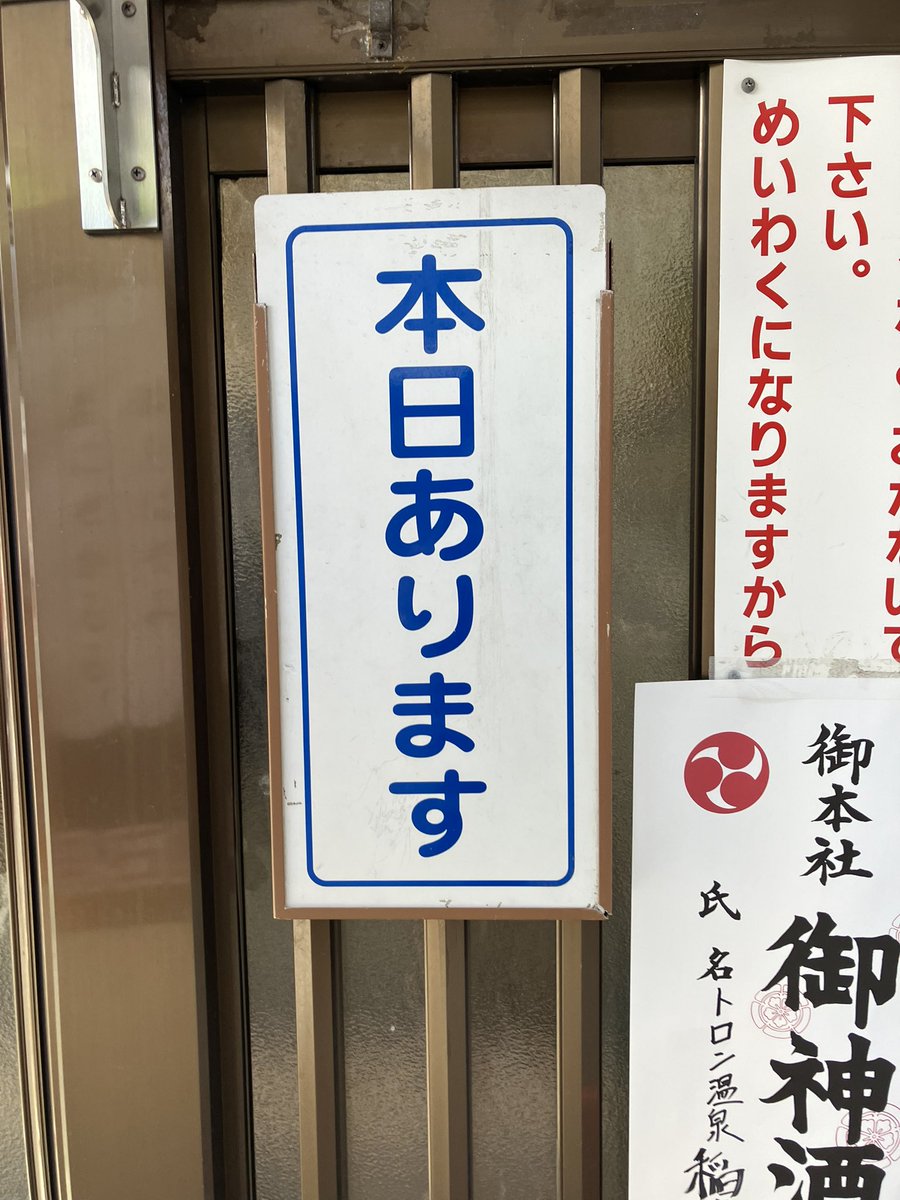 本日あります
下さい。
めいわくになりますから
御本社
御神酒
氏名トロン温泉稲